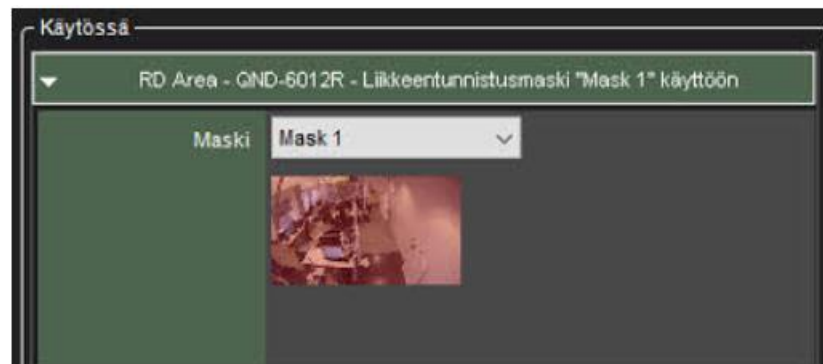 Käytössä
RD Area - QND-6012R - Liikkeentunnistusmaski "Mask 1" käyttöön
Maski
Mask 1